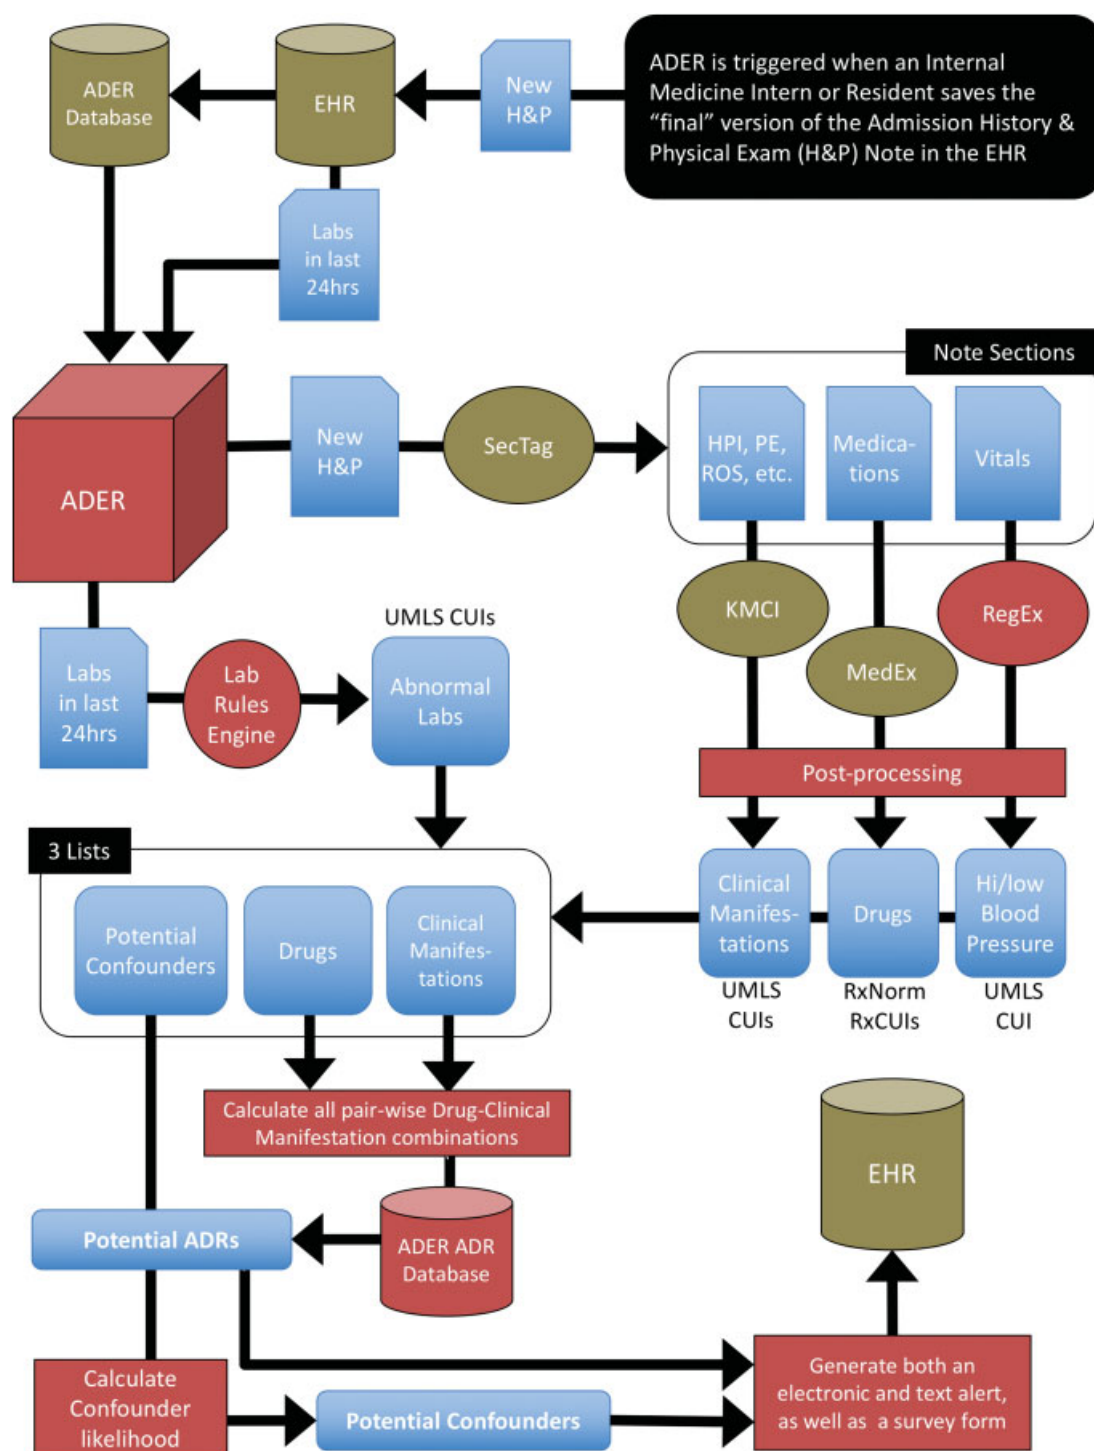 ADER
Database
EHR
New
H&P
ADER is triggered when an Internal
Medicine Intern or Resident saves the
“final” version of the Admission History &
Physical Exam (H&P) Note in the EHR
Labs
in last
24hrs
Note Sections
ADER
New
H&P
SecTag
HPI, PE,
ROS, etc.
Medica-
tions
Vitals
KMCI
MedEx
RegEx
Labs
in last
24hrs
Lab
Rules
Engine
UMLS CUIs
Abnormal
Labs
Post-processing
3 Lists
Potential
Confounders
Drugs
Clinical
Manifes-
tations
Clinical
Manifes-
tations
Drugs
Hi/low
Blood
Pressure
UMLS
CUIs
RxNorm
RxCUIs
UMLS
CUI
Calculate all pair-wise Drug-Clinical
Manifestation combinations
EHR
Potential ADRs
ADER ADR
Database
Calculate
Confounder
likelihood
Potential Confounders
Generate both an
electronic and text alert,
as well as a survey form